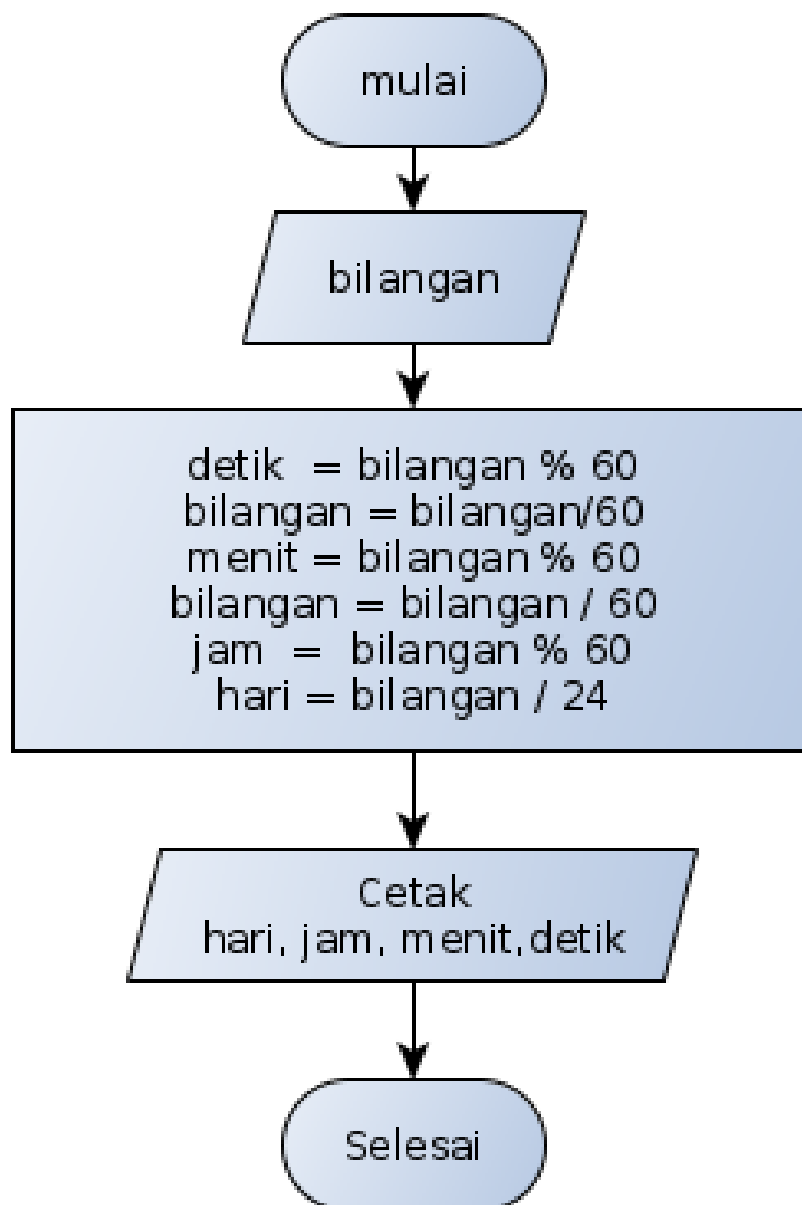 mulai
bilangan
detik = bilangan % 60
bilangan = bilangan/60
menit = bilangan % 60
bilangan = bilangan / 60
jam = bilangan % 60
hari = bilangan / 24
Cetak
hari, jam, menit,detik
Selesai